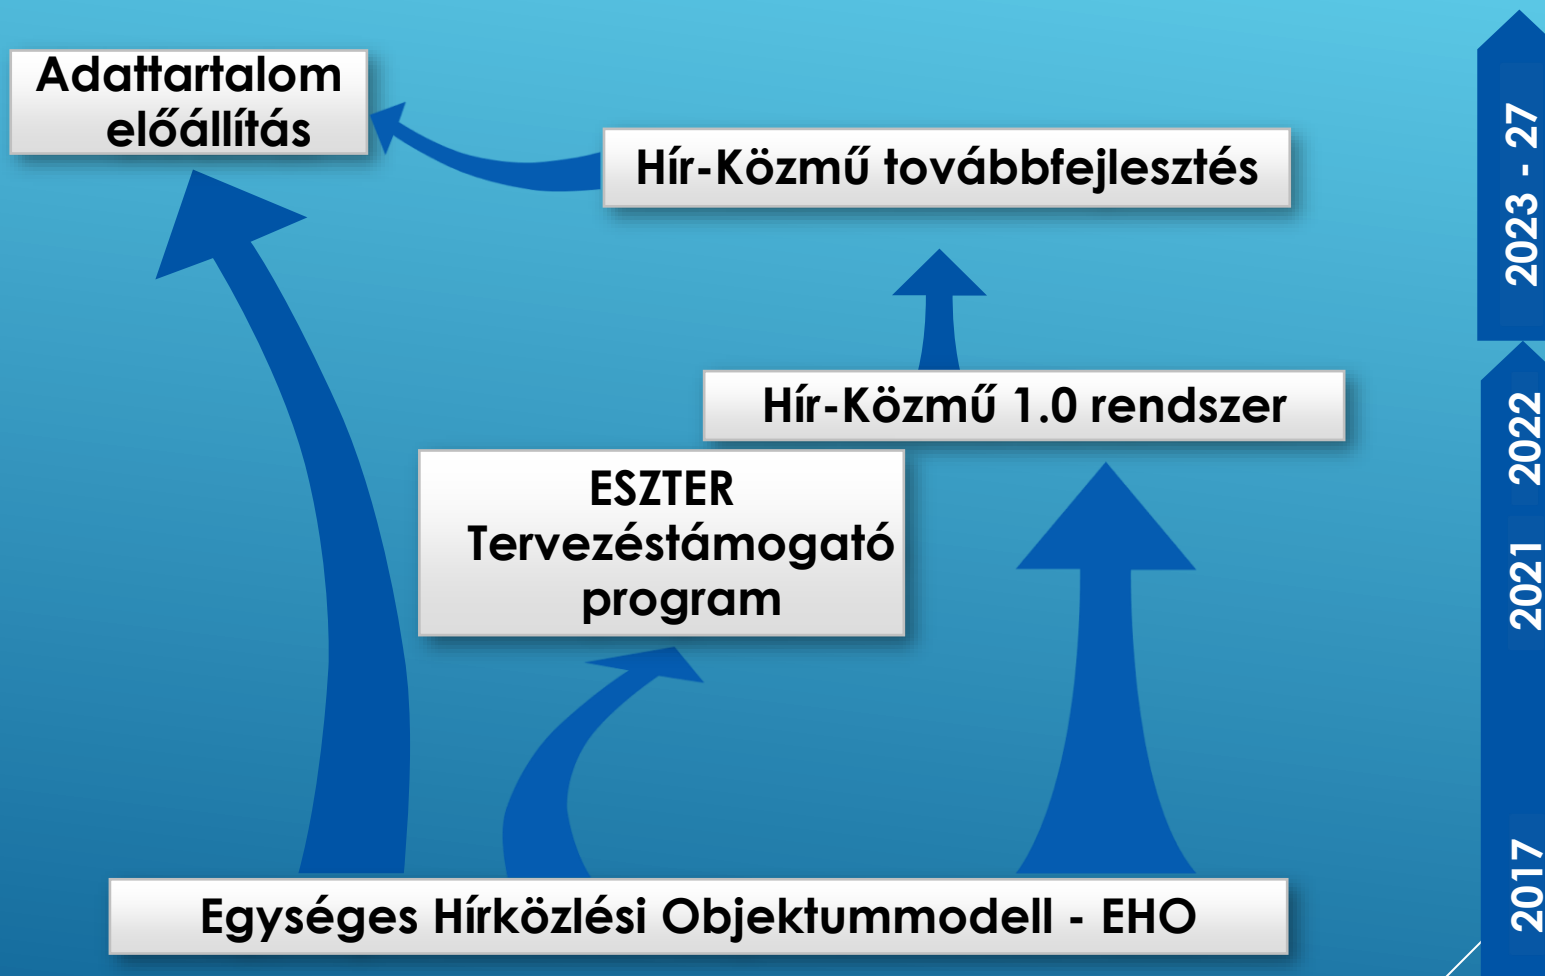 Adattartalom
előállítás
Hír-Közmű továbbfejlesztés
Hír-Közmű 1.0 rendszer
ESZTER
Tervezéstámogató
program
Egységes Hírközlési Objektummodell - EHO
2023 - 27
2022
2021
2017